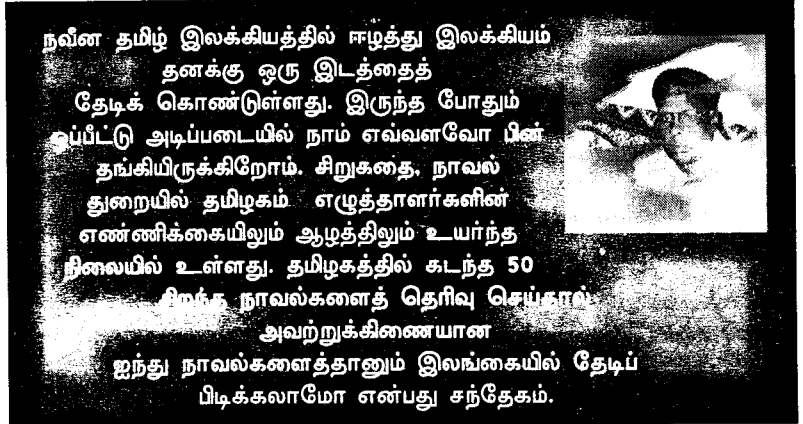 நவீன தமிழ் இலக்கியத்தில் ஈழத்து இலக்கியம்
தனக்கு ஒரு இடத்தைத்
தேடிக் கொண்டுள்ளது. இருந்த போதும்
ஒப்பீட்டு அடிப்படையில் நாம் எவ்வளவோ பின்
தங்கியிருக்கிறோம். சிறுகதை, நாவல்
துறையில் தமிழகம் எழுத்தாளர்களின்
எண்ணிக்கையிலும் ஆழத்திலும் உயர்ந்த
நிலையில் உள்ளது. தமிழகத்தில் கடந்த 50
சிறந்த நாவல்களைத் தெரிவு செய்தால்
அவற்றுக்கிணையான
ஐந்து நாவல்களைத்தானும் இலங்கையில் தேடிப்
பிடிக்கலாமோ என்பது சந்தேகம்.